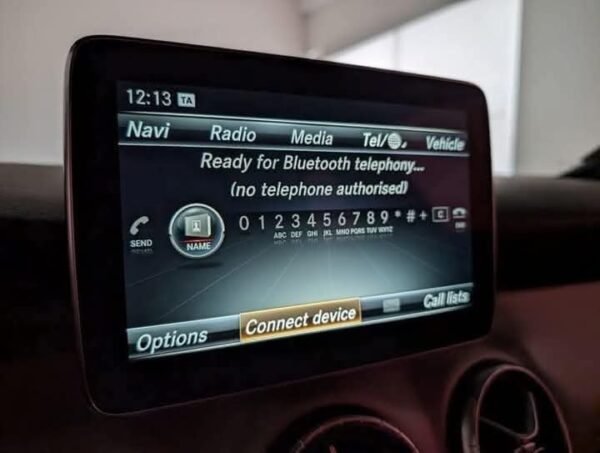 12:13 TA
Navi Radio Media Tel/ Vehicle
Ready for Bluetooth telephony...
(no telephone authorised)
0 1 2 3 4 5 6 7 8 9 * # + C
ABC DEF GHI JKL MNO PQRS TUV WXYZ
SEND NAME END
Options Connect device Call lists